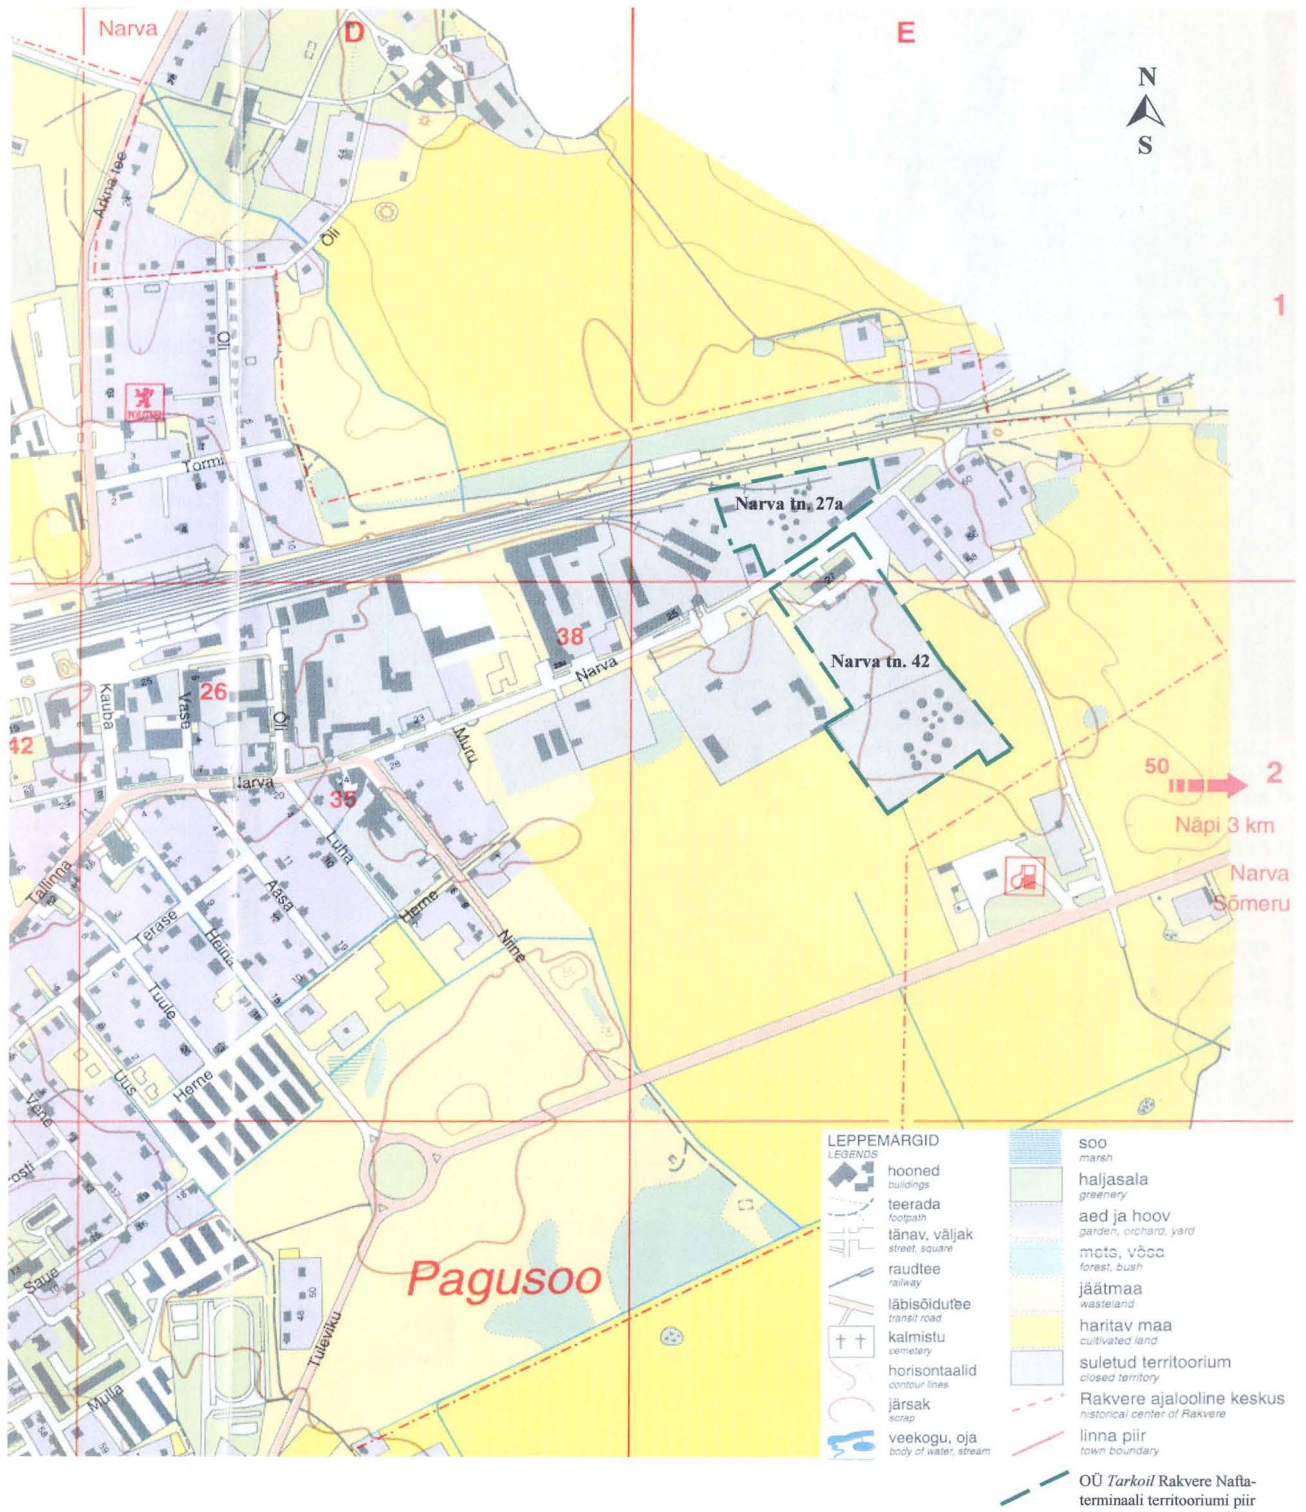 Narva
D
E
N
S
Arkna tee
Õli
1
Õli
POLITSEI
Tormi
Narva tn. 27a
38
Narva
Narva tn. 42
Kauba
Vase
26
Õli
42
Muru
Narva
35
50
2
Näpi 3 km
Narva
Sõmeru
Tallinna
Luha
Aasa
Herne
Terase
Heina
Niine
Tuule
Uus
Herne
Vene
Saue
Mulla
Tuleviku
Pagusoo
LEPPEMÄRGID
LEGENDS
hooned
buildings
teerada
footpath
tänav, väljak
street, square
raudtee
railway
läbisõidutee
transit road
kalmistu
cemetery
horisontaalid
contour lines
järsak
scrap
veekogu, oja
body of water, stream
soo
marsh
haljasala
greenery
aed ja hoov
garden, orchard, yard
mets, võsa
forest, bush
jäätmaa
wasteland
haritav maa
cultivated land
suletud territoorium
closed territory
Rakvere ajalooline keskus
historical center of Rakvere
linna piir
town boundary
OÜ Tarkoil Rakvere Nafta-
terminaali territooriumi piir